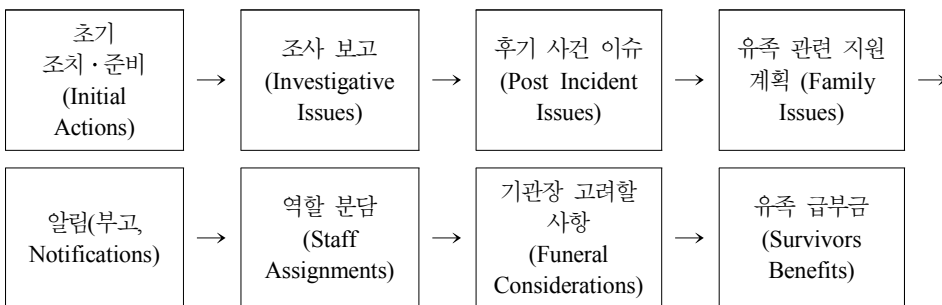 초기
조치・준비
(Initial
Actions)
→
조사 보고
(Investigative
Issues)
→
후기 사건 이슈
(Post Incident
Issues)
→
유족 관련 지원
계획 (Family
Issues)
→
알림(부고,
Notifications)
→
역할 분담
(Staff
Assignments)
→
기관장 고려할
사항
(Funeral
Considerations)
→
유족 급부금
(Survivors
Benefits)